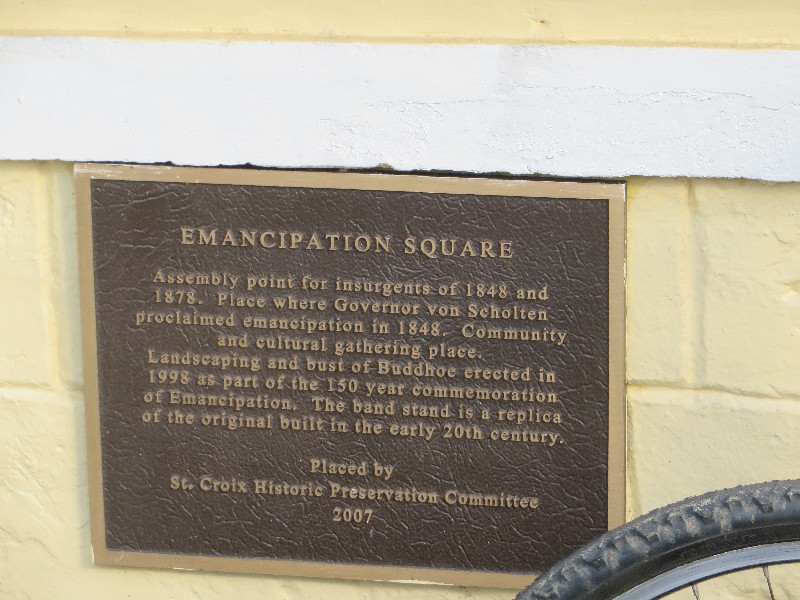 EMANCIPATION SQUARE
Assembly point for insurgents of 1848 and
1878. Place where Governor von Scholten
proclaimed emancipation in 1848. Community
and cultural gathering place.
Landscaping and bust of Buddhoe erected in
1998 as part of the 150 year commemoration
of Emancipation. The band stand is a replica
of the original built in the early 20th century.
Placed by
St. Croix Historic Preservation Committee
2007